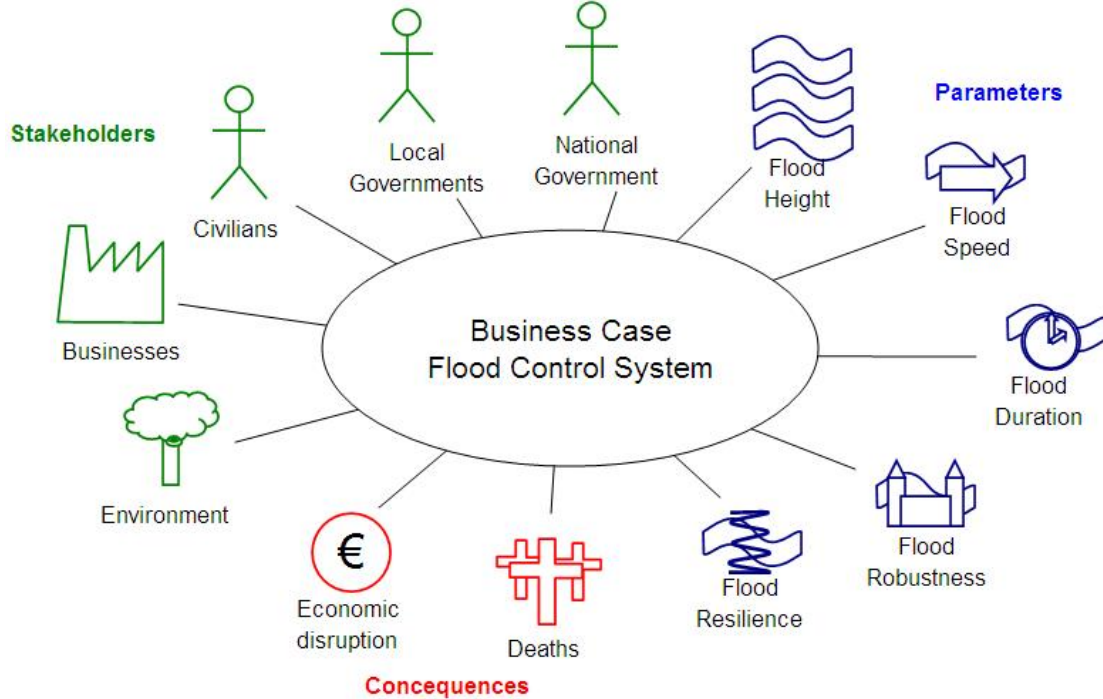 Stakeholders
Parameters
Civilians
Local
Governments
National
Government
Flood
Height
Flood
Speed
Businesses
Business Case
Flood Control System
Flood
Duration
Environment
Flood
Robustness
Flood
Resilience
€
Economic
disruption
Deaths
Concequences